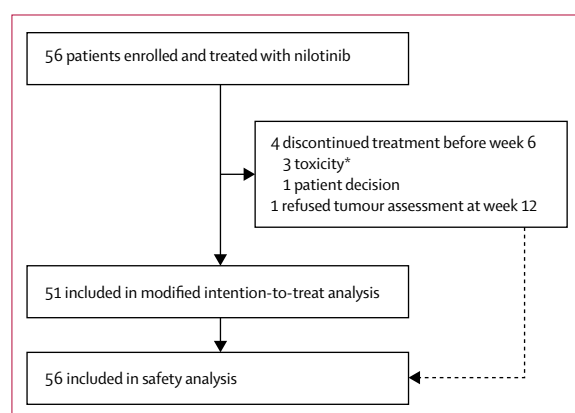 56 patients enrolled and treated with nilotinib
4 discontinued treatment before week 6
3 toxicity*
1 patient decision
1 refused tumour assessment at week 12
51 included in modified intention-to-treat analysis
56 included in safety analysis